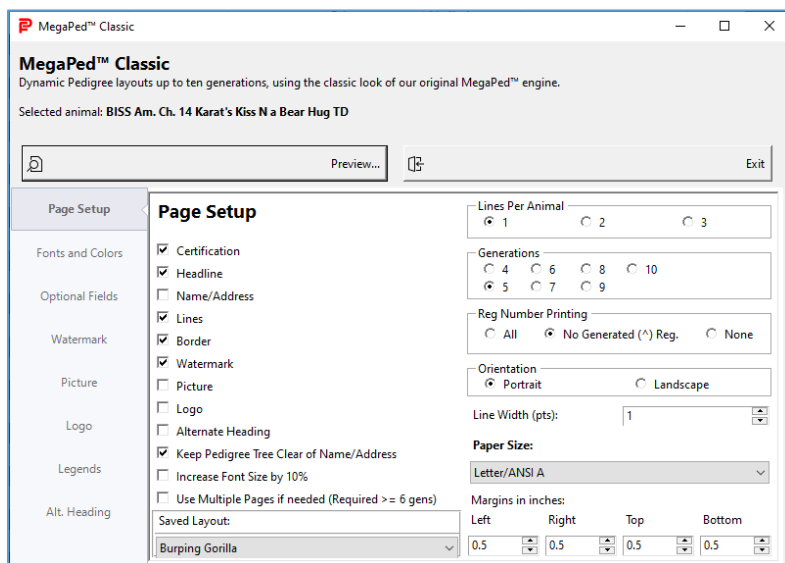 MegaPed™ Classic
MegaPed™ Classic
Dynamic Pedigree layouts up to ten generations, using the classic look of our original MegaPed™ engine.
Selected animal: BISS Am. Ch. 14 Karat's Kiss N a Bear Hug TD
Preview...
Exit
Page Setup
Fonts and Colors
Optional Fields
Watermark
Picture
Logo
Legends
Alt. Heading
Page Setup
Certification
Headline
Name/Address
Lines
Border
Watermark
Picture
Logo
Alternate Heading
Keep Pedigree Tree Clear of Name/Address
Increase Font Size by 10%
Use Multiple Pages if needed (Required >= 6 gens)
Saved Layout:
Burping Gorilla
Lines Per Animal
1 2 3
Generations
4 6 8 10
5 7 9
Reg Number Printing
All No Generated (^) Reg. None
Orientation
Portrait Landscape
Line Width (pts): 1
Paper Size:
Letter/ANSI A
Margins in inches:
Left Right Top Bottom
0.5 0.5 0.5 0.5